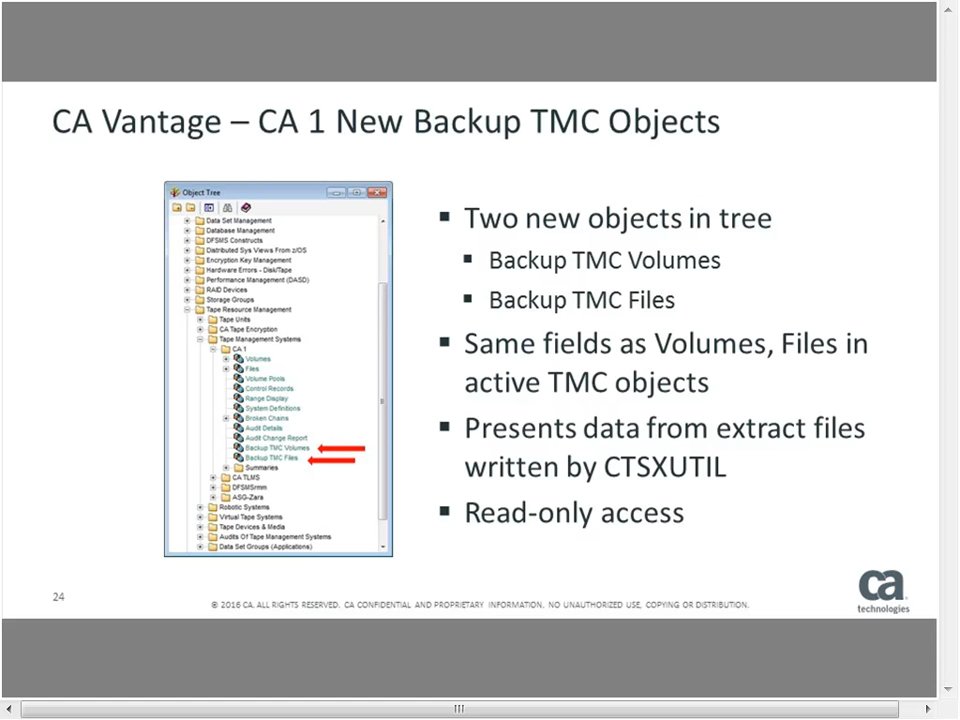 CA Vantage – CA 1 New Backup TMC Objects
Object Tree
Data Set Management
Database Management
DFSMS Constructs
Distributed Sys Views From z/OS
Encryption Key Management
Hardware Errors - Disk/Tape
Performance Management (DASD)
RAID Devices
Storage Groups
Tape Resource Management
Tape Units
CA Tape Encryption
Tape Management Systems
CA 1
Volumes
Files
Volume Pools
Control Records
Range Display
System Definitions
Broken Chains
Audit Details
Audit Change Report
Backup TMC Volumes
Backup TMC Files
Summaries
CA TLMS
DFSMSrmm
ASG-Zara
Robotic Systems
Virtual Tape Systems
Tape Devices & Media
Audits Of Tape Management Systems
Data Set Groups (Applications)
▪ Two new objects in tree
▪ Backup TMC Volumes
▪ Backup TMC Files
▪ Same fields as Volumes, Files in
active TMC objects
▪ Presents data from extract files
written by CTSXUTIL
▪ Read-only access
24
© 2016 CA. ALL RIGHTS RESERVED. CA CONFIDENTIAL AND PROPRIETARY INFORMATION. NO UNAUTHORIZED USE, COPYING OR DISTRIBUTION.
ca
technologies